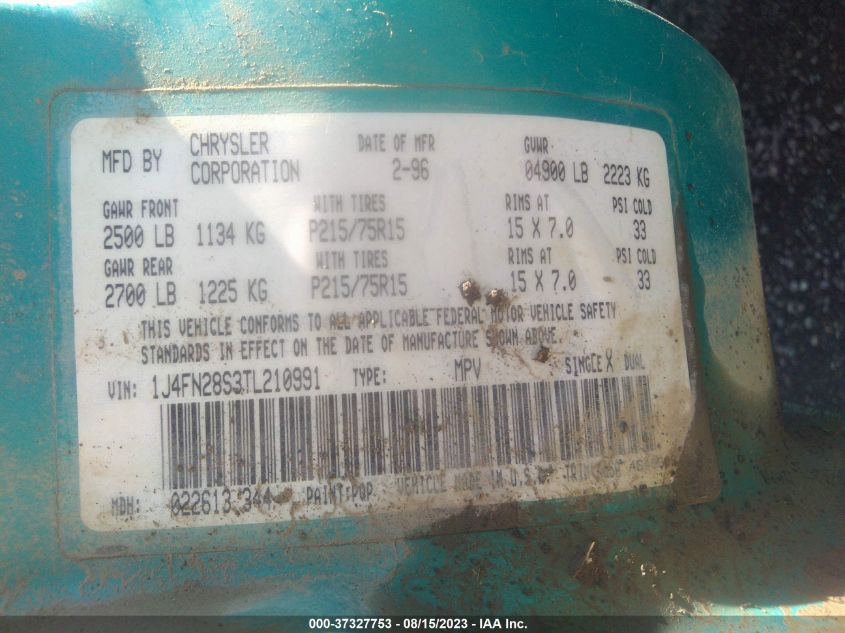 MFD BY CHRYSLER CORPORATION DATE OF MFR 2-96 GVWR 04900 LB 2223 KG
GAWR FRONT WITH TIRES RIMS AT PSI COLD
2500 LB 1134 KG P215/75R15 15 X 7.0 33
GAWR REAR WITH TIRES RIMS AT PSI COLD
2700 LB 1225 KG P215/75R15 15 X 7.0 33
THIS VEHICLE CONFORMS TO ALL APPLICABLE FEDERAL MOTOR VEHICLE SAFETY
STANDARDS IN EFFECT ON THE DATE OF MANUFACTURE SHOWN ABOVE.
VIN: 1J4FN28S3TL210991 TYPE: MPV SINGLE X DUAL
MDH: 022613 344 PAINT:PQP VEHICLE MADE IN U.S.A.
000-37327753 - 08/15/2023 - IAA Inc.